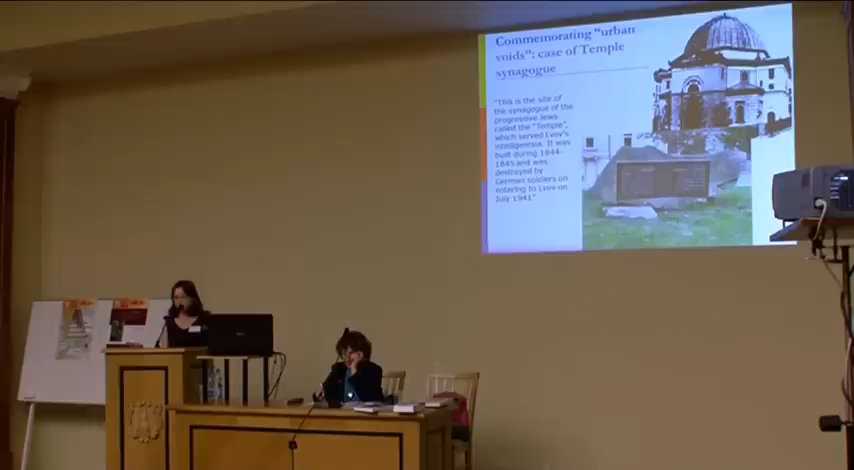 Commemorating "urban
voids": case of Temple
synagogue
"This is the site of
the synagogue of the
progressive Jews
called the "Temple",
which served Lvov's
intelligentsia. It was
built during 1844-
1845 and was
destroyed by
German soldiers on
entering to Lvov on
July 1941"